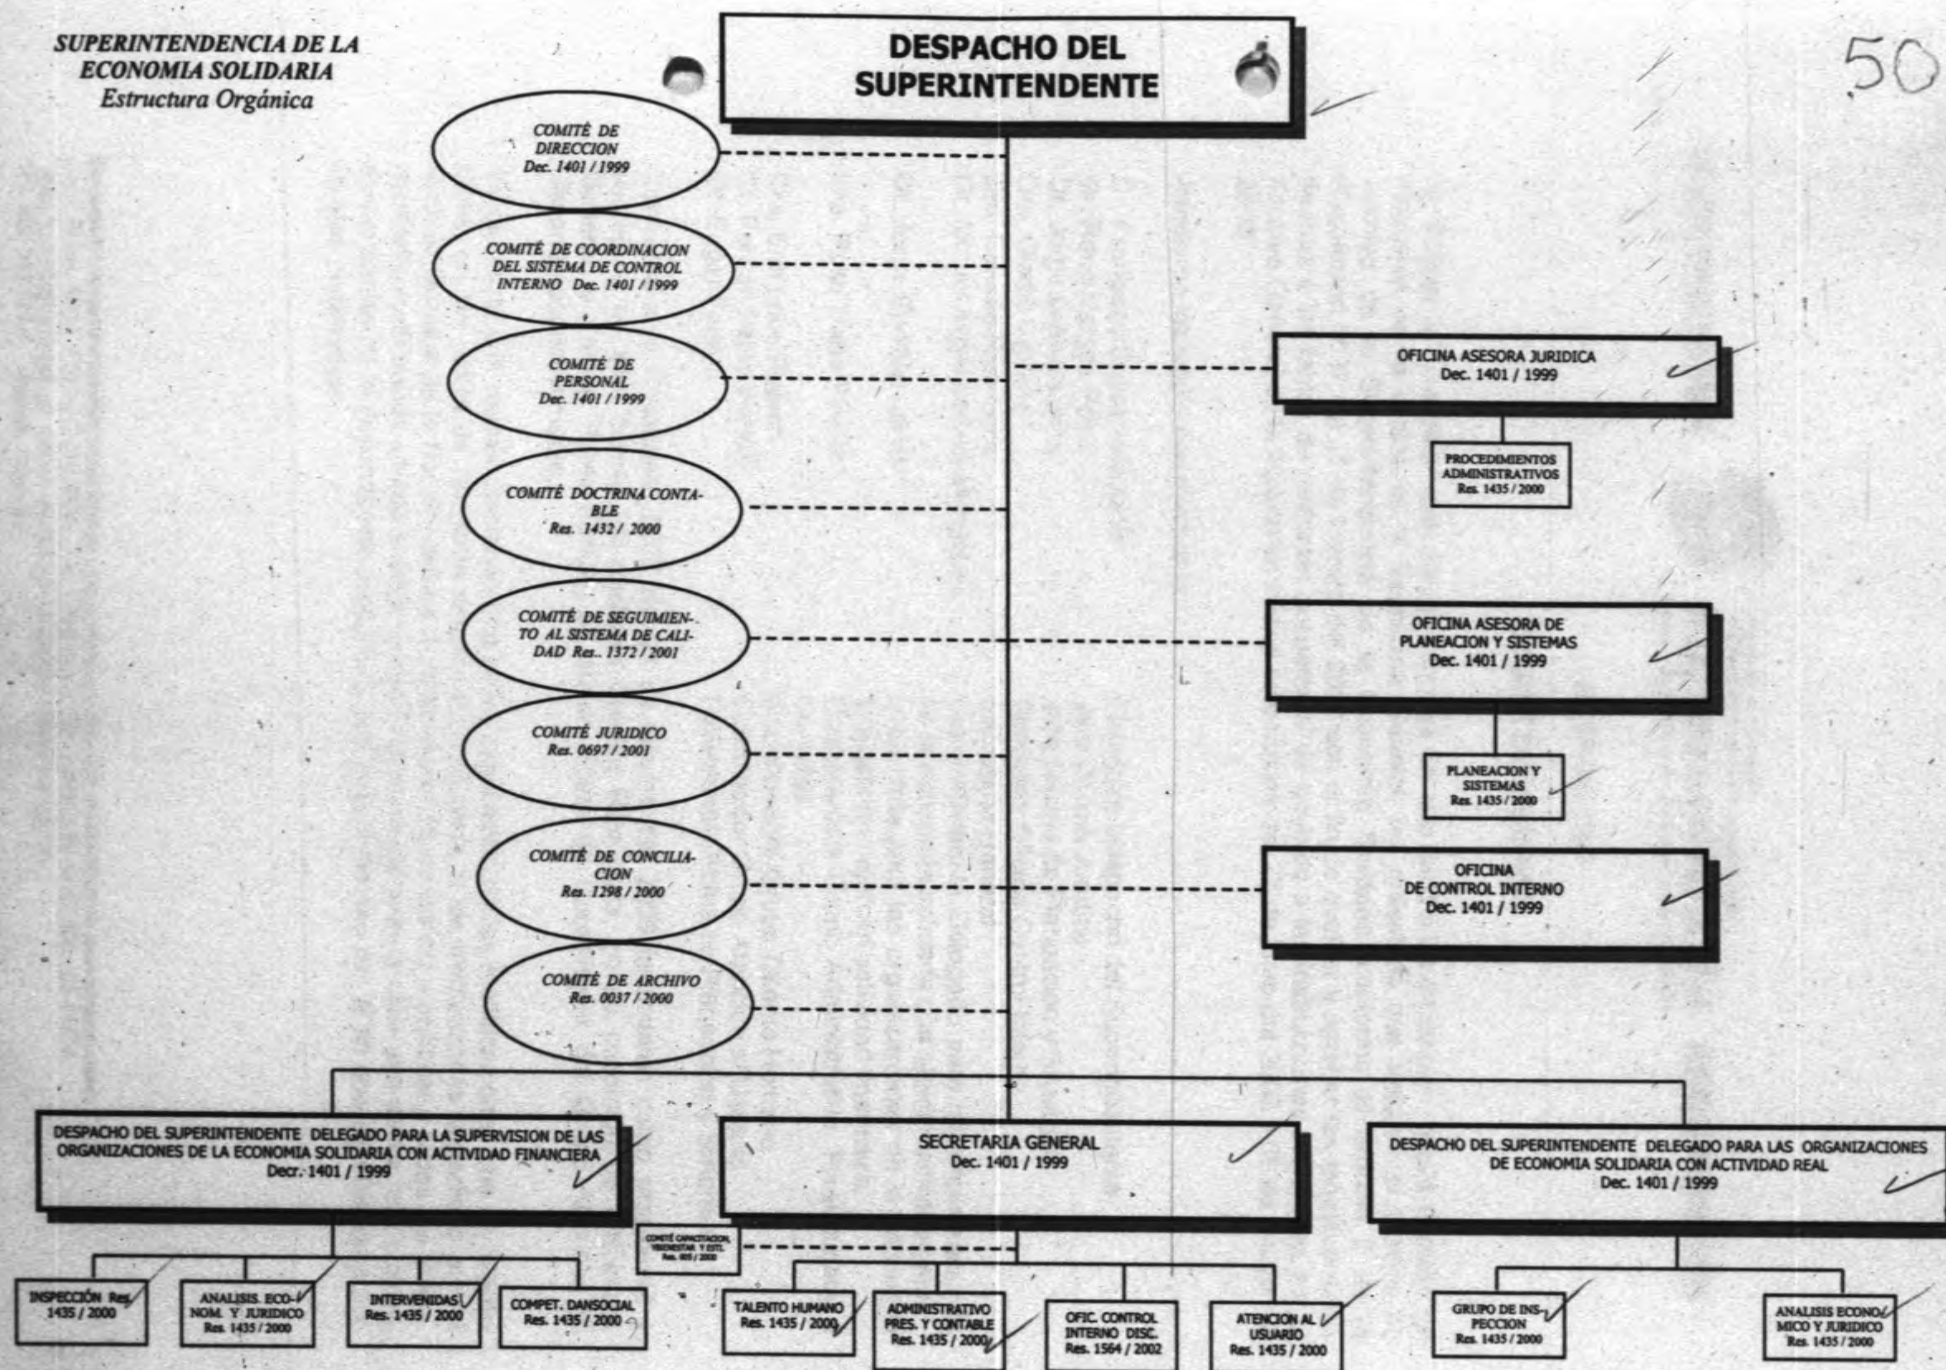 SUPERINTENDENCIA DE LA
ECONOMIA SOLIDARIA
Estructura Orgánica
50
DESPACHO DEL
SUPERINTENDENTE
COMITÉ DE
DIRECCION
Dec. 1401 / 1999
COMITÉ DE COORDINACION
DEL SISTEMA DE CONTROL
INTERNO Dec. 1401 / 1999
COMITÉ DE
PERSONAL
Dec. 1401 / 1999
COMITÉ DOCTRINA CONTA-
BLE
Res. 1432 / 2000
COMITÉ DE SEGUIMIEN-
TO AL SISTEMA DE CALI-
DAD Res.. 1372 / 2001
COMITÉ JURIDICO
Res. 0697 / 2001
COMITÉ DE CONCILIA-
CION
Res. 1298 / 2000
COMITÉ DE ARCHIVO
Res. 0037 / 2000
OFICINA ASESORA JURIDICA
Dec. 1401 / 1999
PROCEDIMIENTOS
ADMINISTRATIVOS
Res. 1435 / 2000
OFICINA ASESORA DE
PLANEACION Y SISTEMAS
Dec. 1401 / 1999
PLANEACION Y
SISTEMAS
Res. 1435 / 2000
OFICINA
DE CONTROL INTERNO
Dec. 1401 / 1999
DESPACHO DEL SUPERINTENDENTE DELEGADO PARA LA SUPERVISION DE LAS
ORGANIZACIONES DE LA ECONOMIA SOLIDARIA CON ACTIVIDAD FINANCIERA
Decr. 1401 / 1999
SECRETARIA GENERAL
Dec. 1401 / 1999
DESPACHO DEL SUPERINTENDENTE DELEGADO PARA LAS ORGANIZACIONES
DE ECONOMIA SOLIDARIA CON ACTIVIDAD REAL
Dec. 1401 / 1999
COMITÉ CAPACITACION,
Y ESTI.
Res. 005 / 2000
INSPECCIÓN Res.
1435 / 2000
ANALISIS. ECO-
NOM. Y JURIDICO
Res. 1435 / 2000
INTERVENIDAS
Res. 1435 / 2000
COMPET. DANSOCIAL
Res. 1435 / 2000
TALENTO HUMANO
Res. 1435 / 2000
ADMINISTRATIVO
PRES. Y CONTABLE
Res. 1435 / 2000
OFIC. CONTROL
INTERNO DISC.
Res. 1564 / 2002
ATENCION AL
USUARIO
Res. 1435 / 2000
GRUPO DE INS-
PECCION
Res. 1435 / 2000
ANALISIS ECONO-
MICO Y JURIDICO
Res. 1435 / 2000